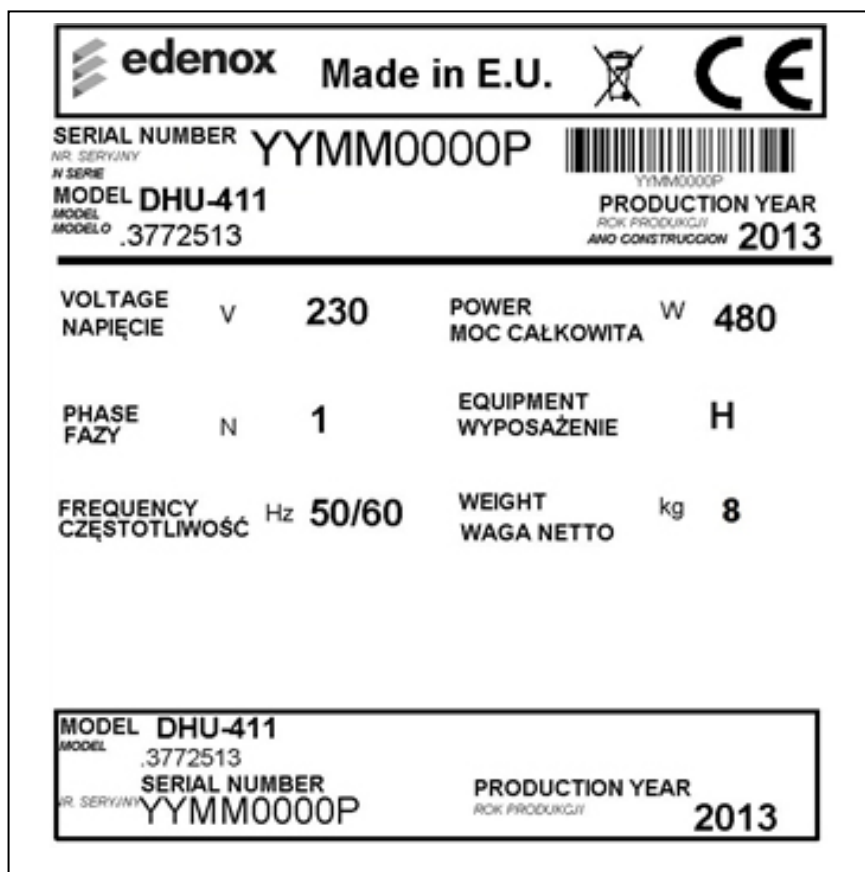 edenox Made in E.U. CE
SERIAL NUMBER YYMM0000P
NR. SERYJNY
N SERIE
YYMM0000P
MODEL DHU-411
MODEL
MODELO .3772513
PRODUCTION YEAR
ROK PRODUKCJI
ANO CONSTRUCCION 2013
VOLTAGE V 230 POWER W 480
NAPIĘCIE MOC CAŁKOWITA
PHASE N 1 EQUIPMENT H
FAZY WYPOSAŻENIE
FREQUENCY Hz 50/60 WEIGHT kg 8
CZĘSTOTLIWOŚĆ WAGA NETTO
MODEL DHU-411
MODEL
.3772513
SERIAL NUMBER PRODUCTION YEAR
NR. SERYJNY YYMM0000P ROK PRODUKCJI 2013